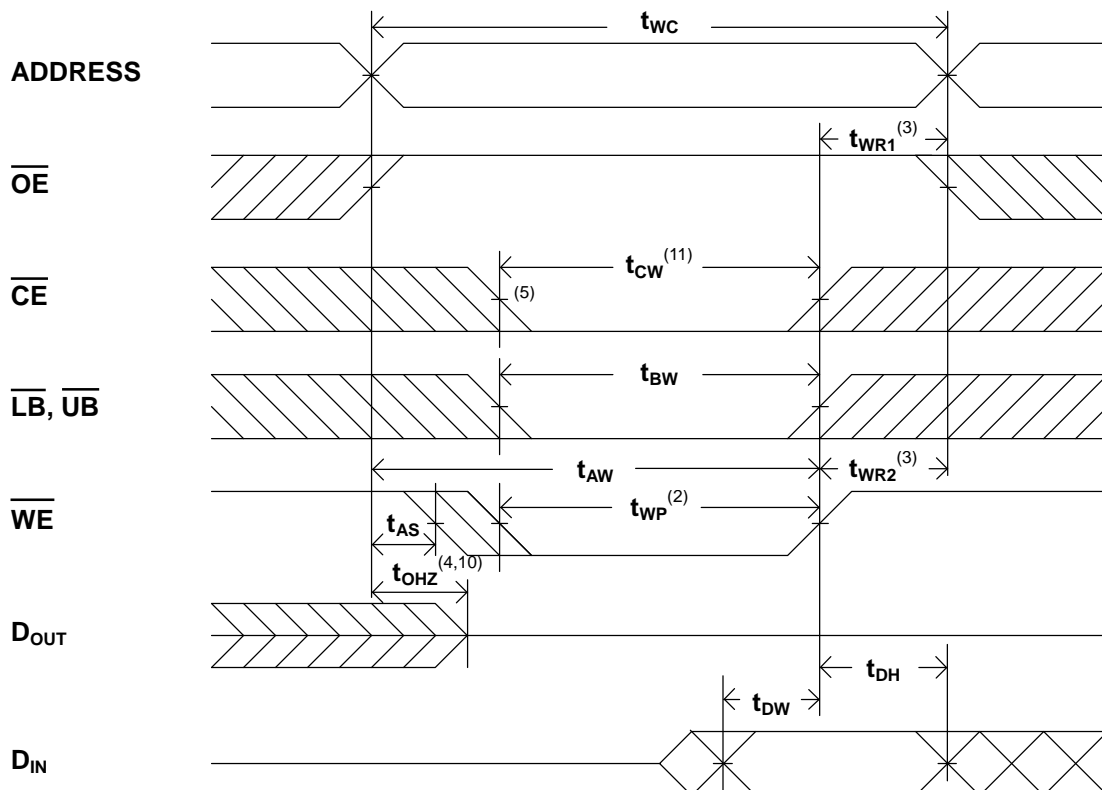 tWC
ADDRESS
tWR1(3)
OE
tCW(11)
CE
(5)
tBW
LB, UB
tAW
tWR2(3)
WE
tWP(2)
tAS
tOHZ(4,10)
DOUT
tDH
tDW
DIN